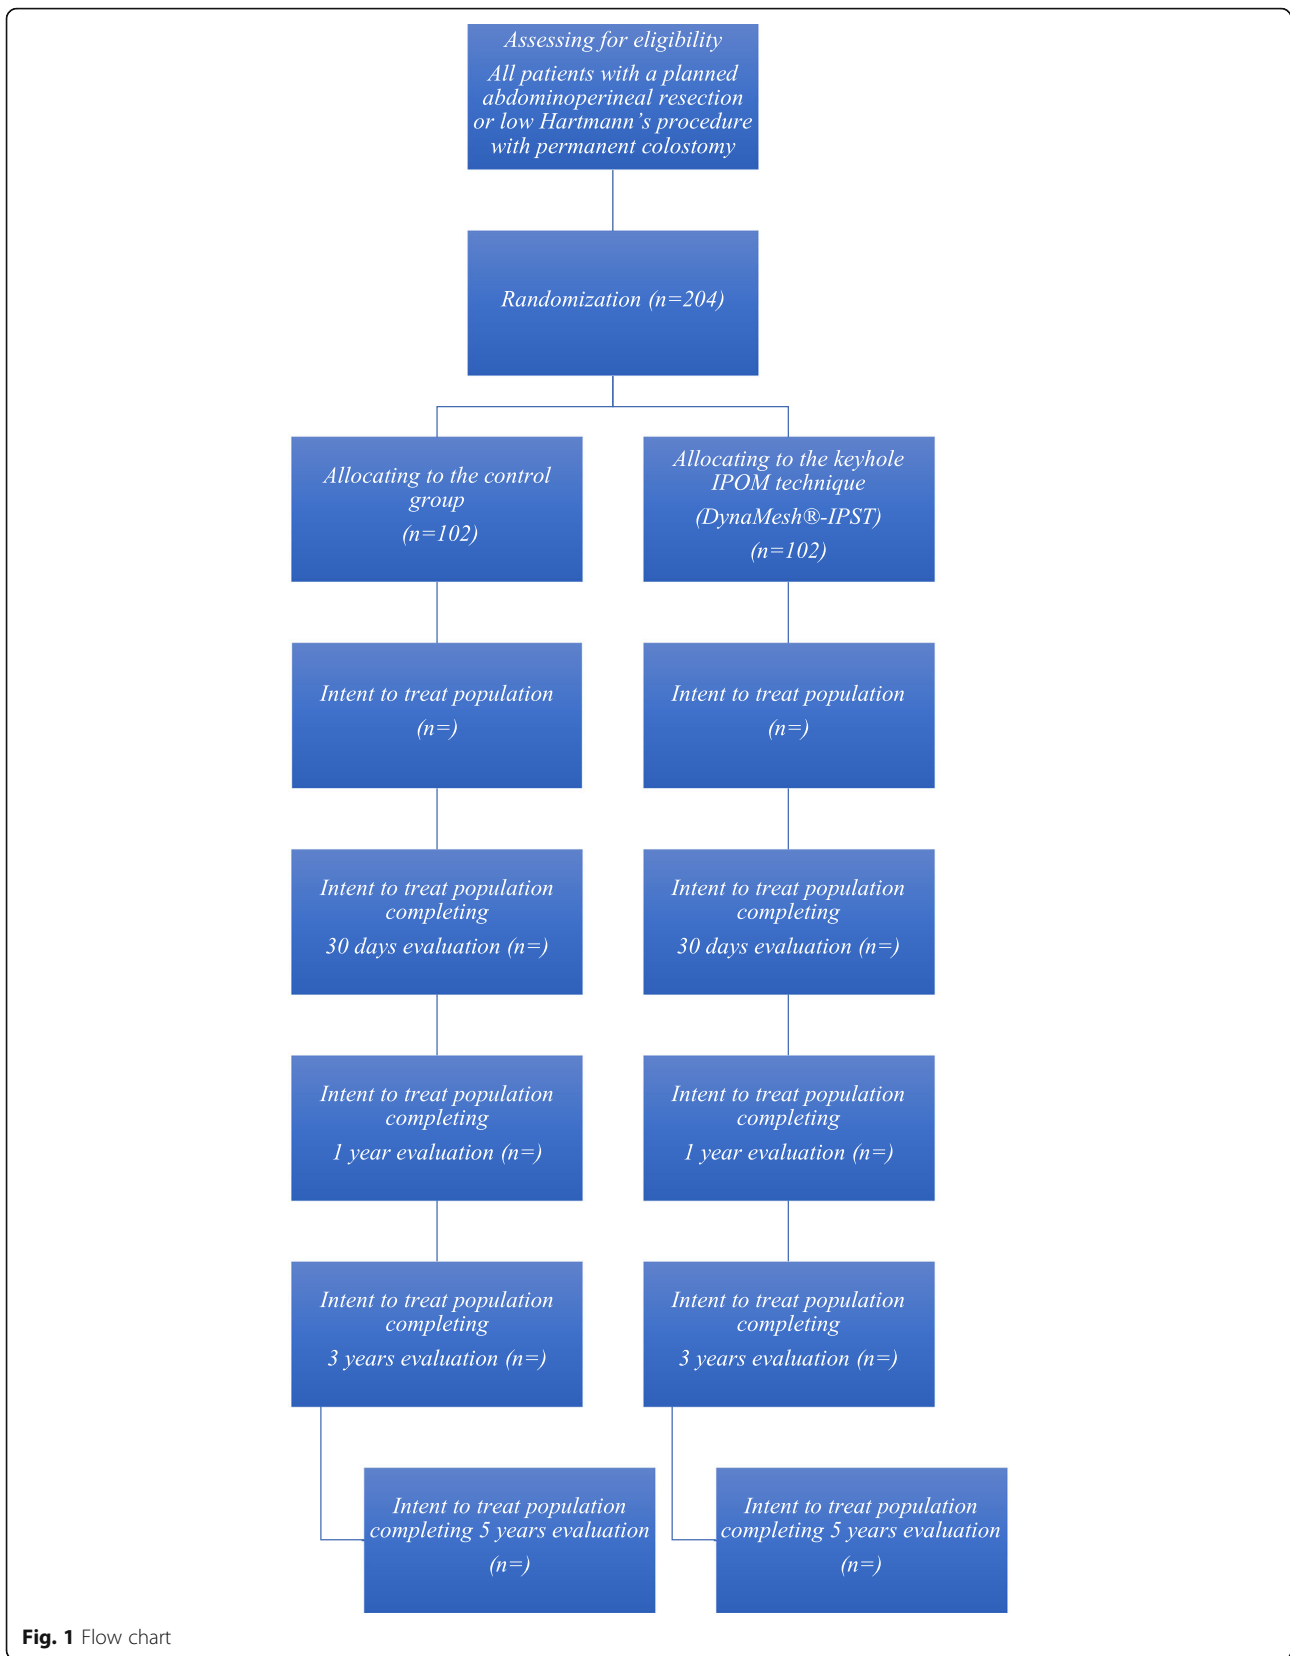 Assessing for eligibility
All patients with a planned
abdominoperineal resection
or low Hartmann's procedure
with permanent colostomy
Randomization (n=204)
Allocating to the control
group
(n=102)
Allocating to the keyhole
IPOM technique
(DynaMesh®-IPST)
(n=102)
Intent to treat population
(n=)
Intent to treat population
(n=)
Intent to treat population
completing
30 days evaluation (n=)
Intent to treat population
completing
30 days evaluation (n=)
Intent to treat population
completing
1 year evaluation (n=)
Intent to treat population
completing
1 year evaluation (n=)
Intent to treat population
completing
3 years evaluation (n=)
Intent to treat population
completing
3 years evaluation (n=)
Intent to treat population
completing 5 years evaluation
(n=)
Intent to treat population
completing 5 years evaluation
(n=)
Fig. 1 Flow chart